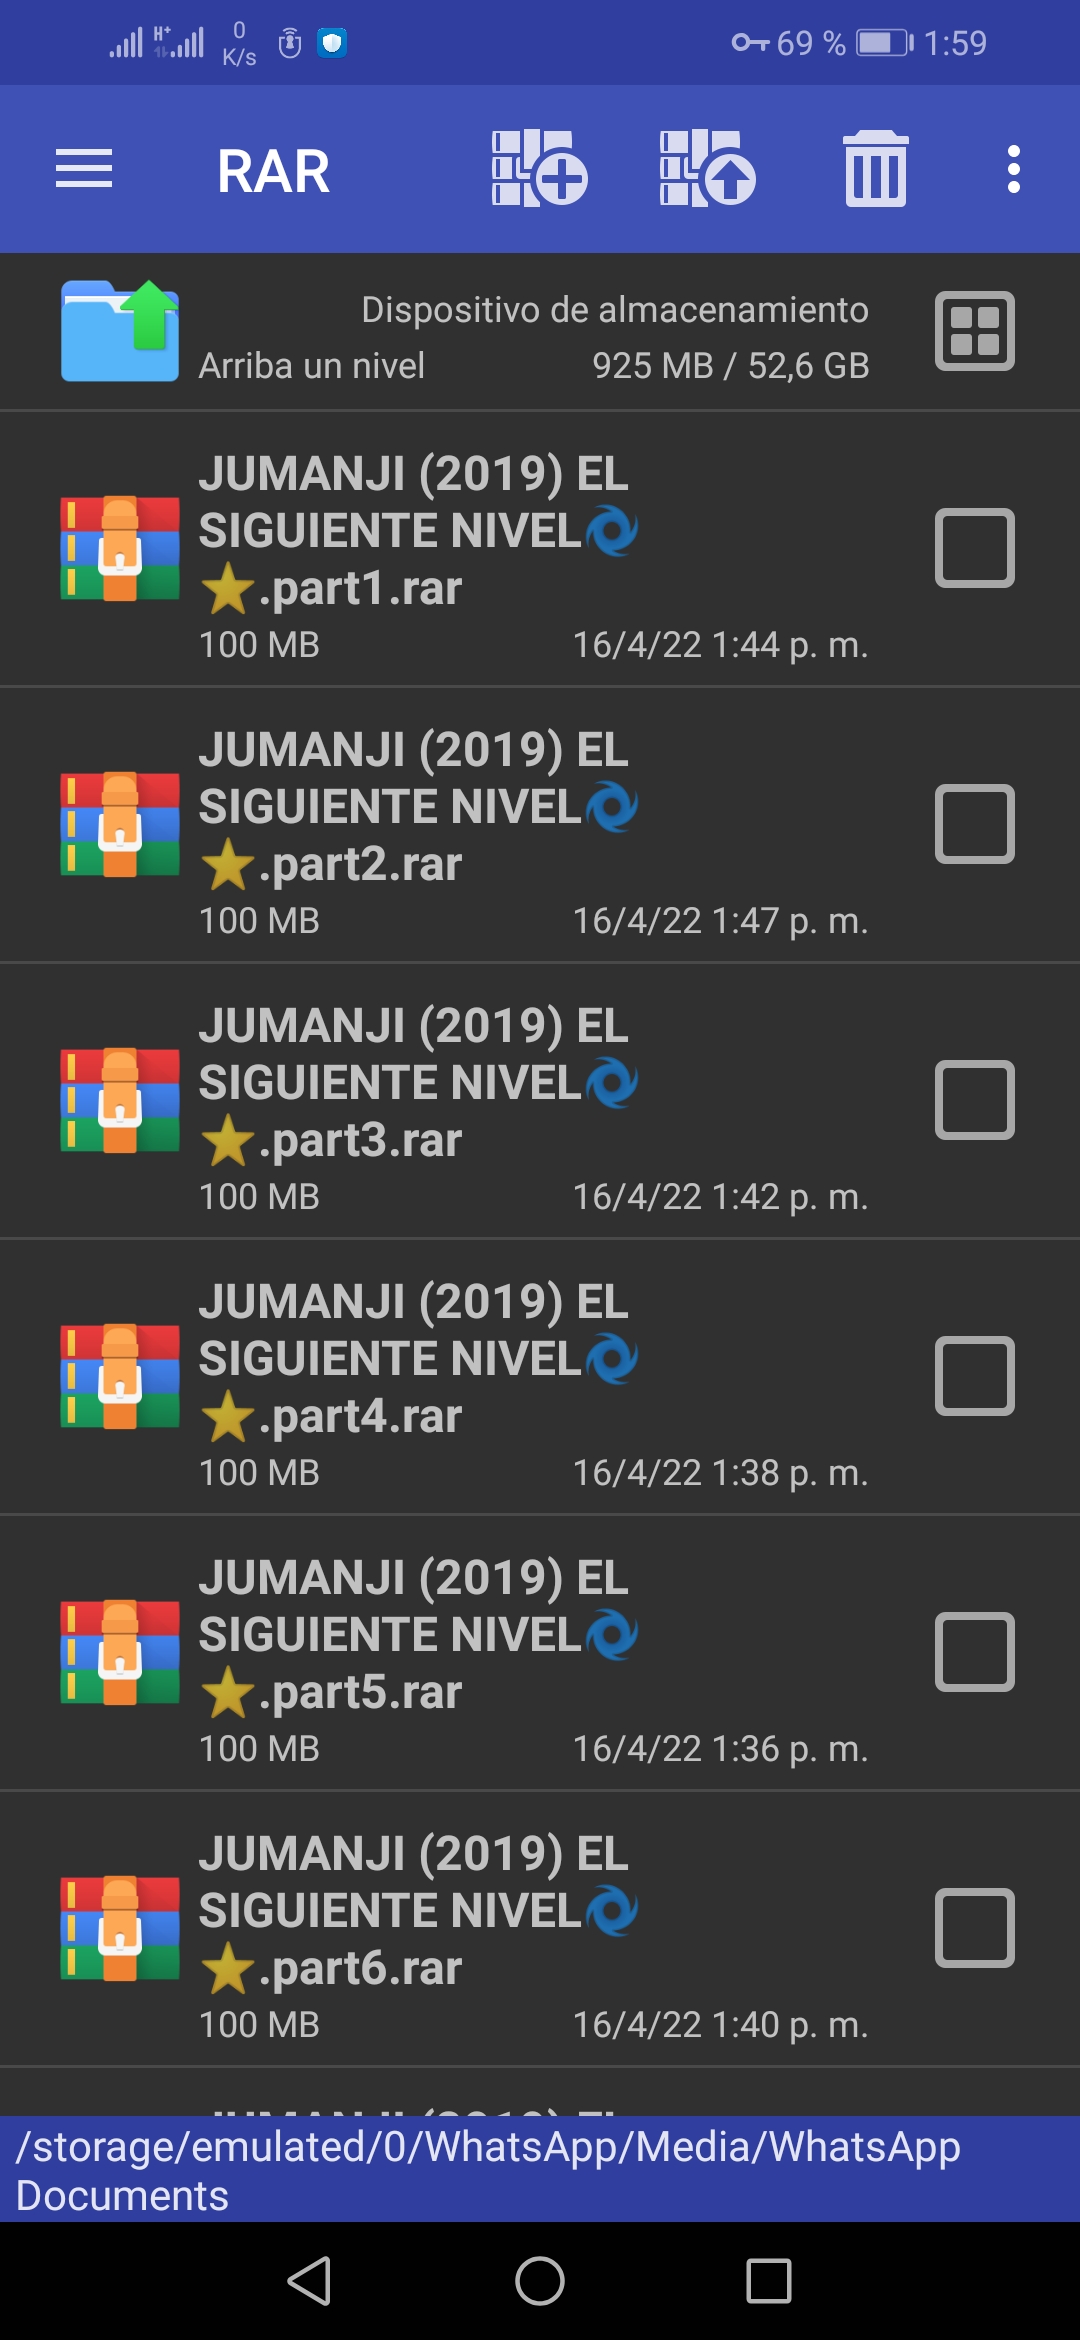 H+ 0 K/s 69 % 1:59
RAR
Dispositivo de almacenamiento
Arriba un nivel 925 MB / 52,6 GB
JUMANJI (2019) EL
SIGUIENTE NIVEL🌀
⭐.part1.rar
100 MB 16/4/22 1:44 p. m.
JUMANJI (2019) EL
SIGUIENTE NIVEL🌀
⭐.part2.rar
100 MB 16/4/22 1:47 p. m.
JUMANJI (2019) EL
SIGUIENTE NIVEL🌀
⭐.part3.rar
100 MB 16/4/22 1:42 p. m.
JUMANJI (2019) EL
SIGUIENTE NIVEL🌀
⭐.part4.rar
100 MB 16/4/22 1:38 p. m.
JUMANJI (2019) EL
SIGUIENTE NIVEL🌀
⭐.part5.rar
100 MB 16/4/22 1:36 p. m.
JUMANJI (2019) EL
SIGUIENTE NIVEL🌀
⭐.part6.rar
100 MB 16/4/22 1:40 p. m.
JUMANJI (2019) EL
/storage/emulated/0/WhatsApp/Media/WhatsApp
Documents